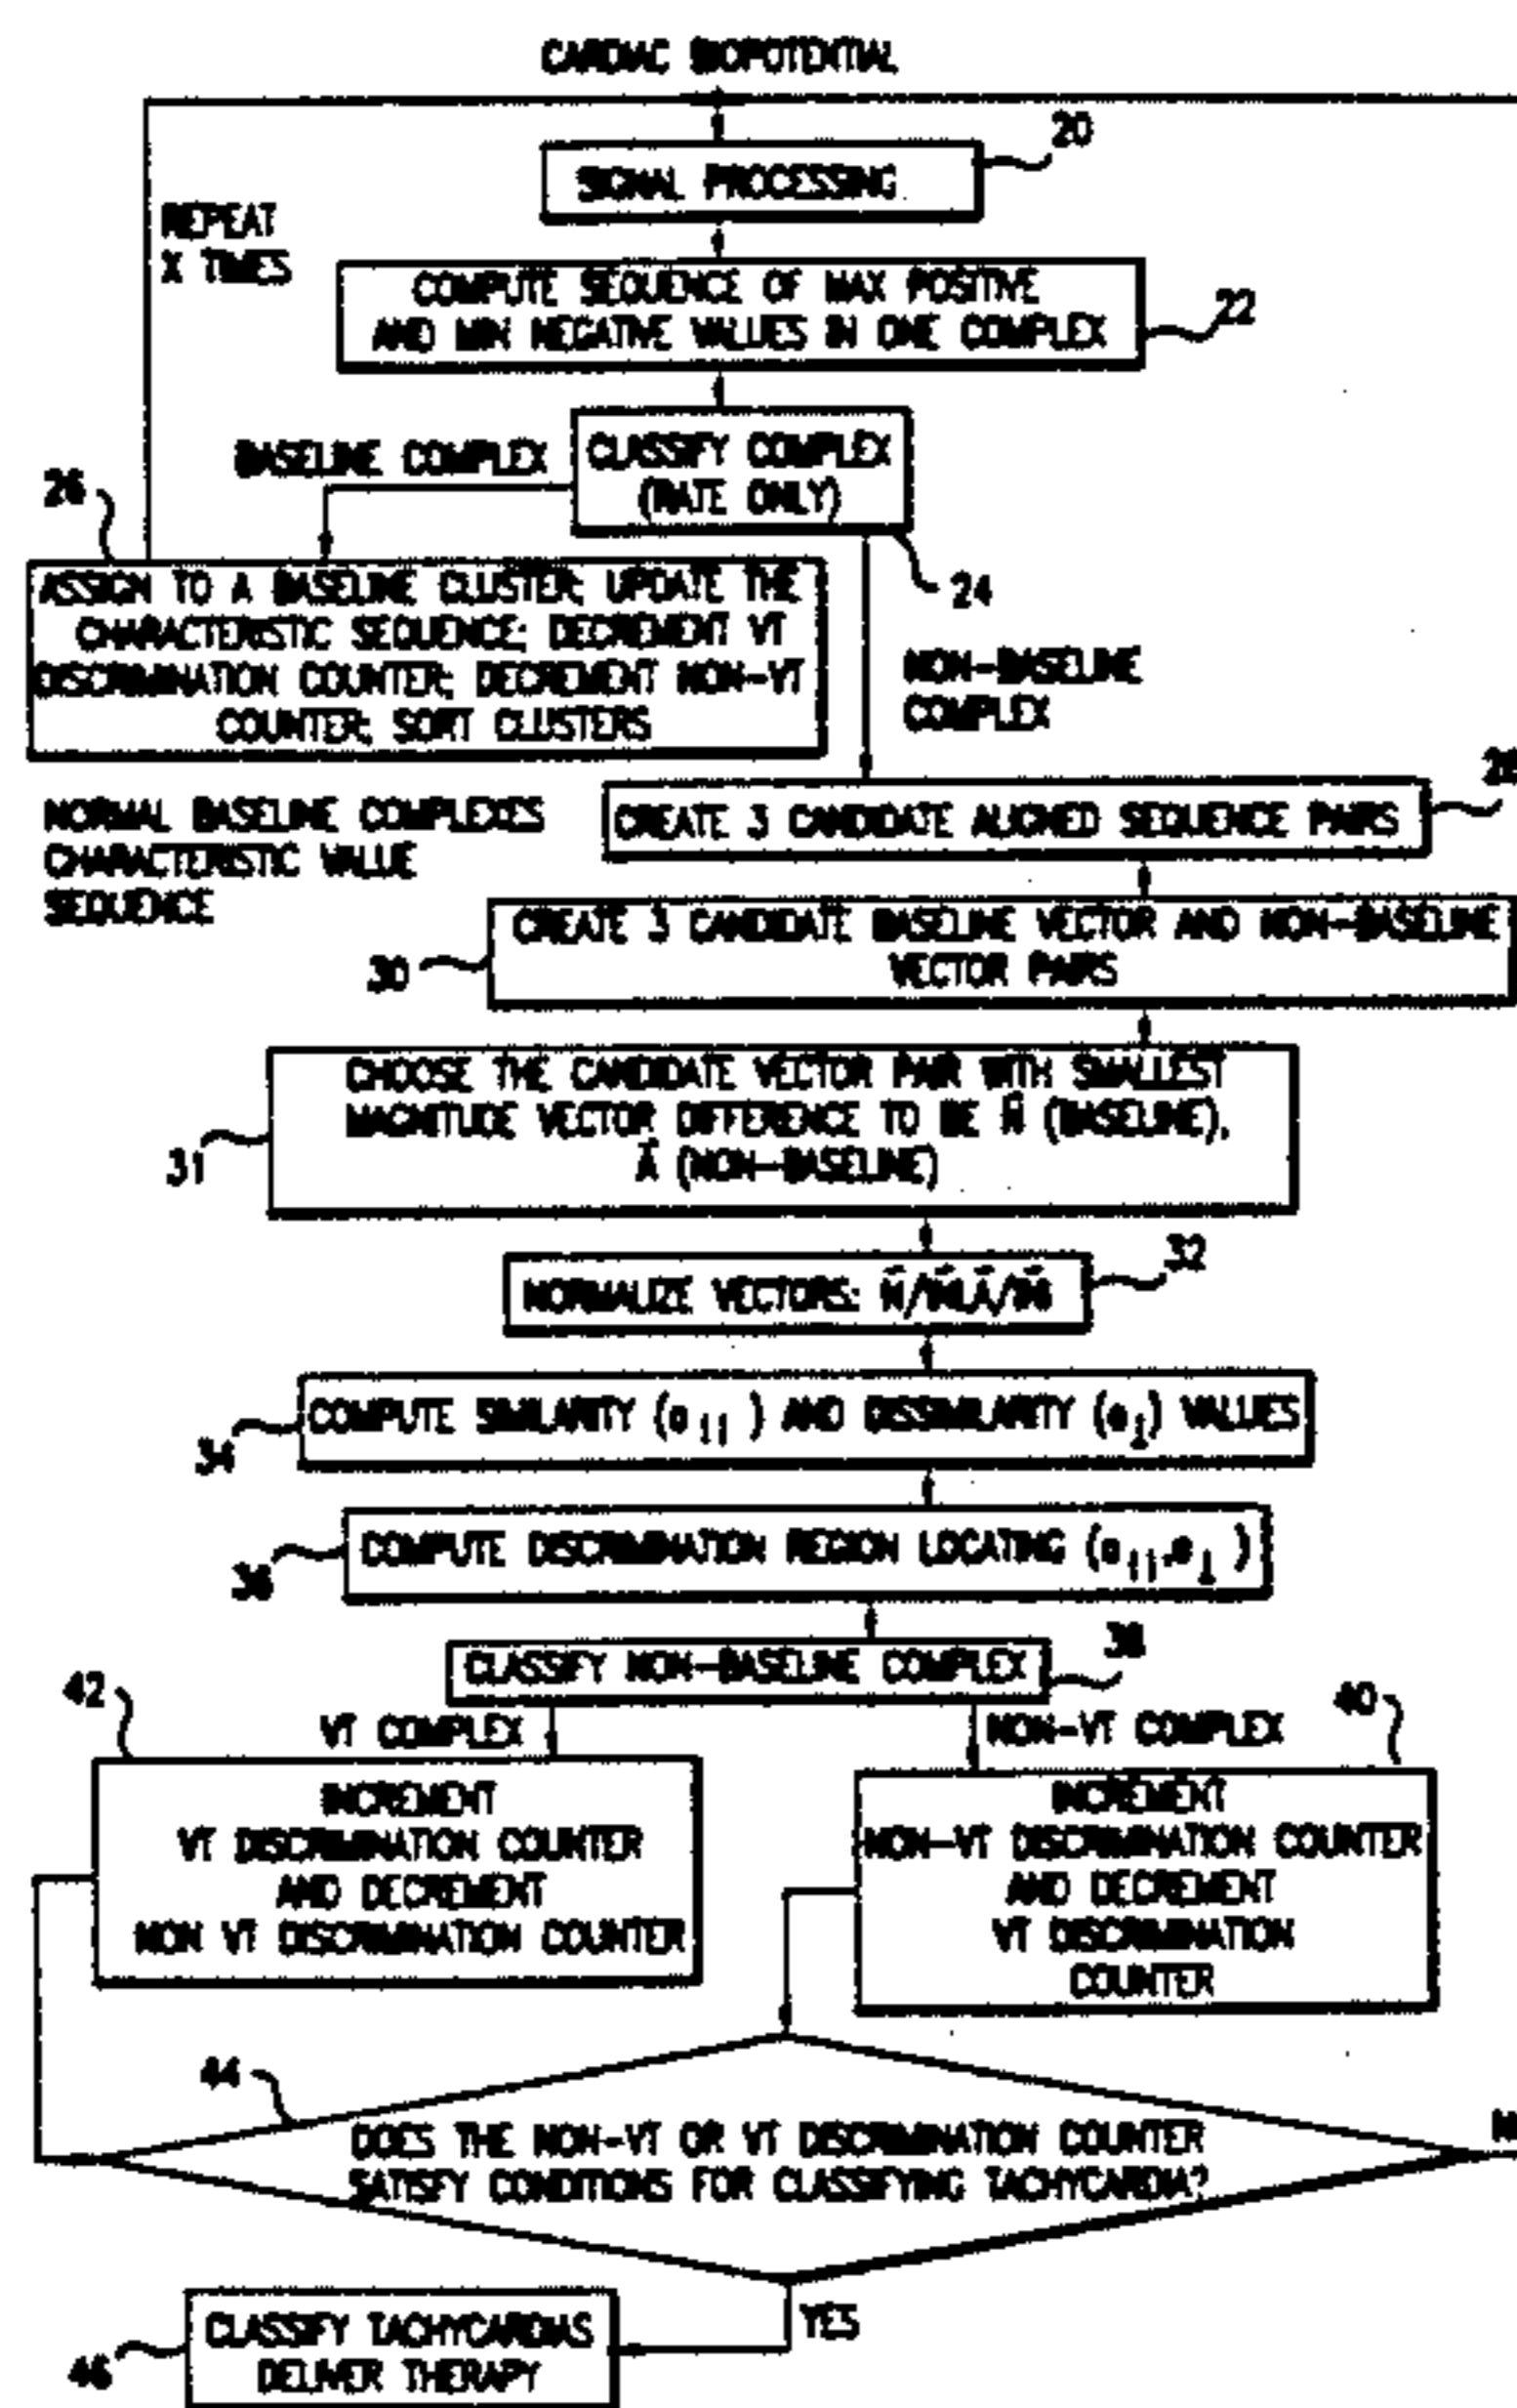 CARDIAC BIOPOTENTIAL
20
SIGNAL PROCESSING
REPEAT
X TIMES
COMPUTE SEQUENCE OF MAX POSITIVE
AND MIN NEGATIVE VALUES IN ONE COMPLEX
22
BASELINE COMPLEX
CLASSIFY COMPLEX
(RATE ONLY)
26
24
ASSIGN TO A BASELINE CLUSTER; UPDATE THE
CHARACTERISTIC SEQUENCE; DECREMENT VT
DISCRIMINATION COUNTER; DECREMENT NON-VT
COUNTER; SORT CLUSTERS
NON-BASELINE
COMPLEX
28
NORMAL BASELINE COMPLEXES
CHARACTERISTIC VALUE
SEQUENCE
CREATE 3 CANDIDATE ALIGNED SEQUENCE PAIRS
CREATE 3 CANDIDATE BASELINE VECTOR AND NON-BASELINE
VECTOR PAIRS
30
CHOOSE THE CANDIDATE VECTOR PAIR WITH SMALLEST
MAGNITUDE VECTOR DIFFERENCE TO BE N̄ (BASELINE),
Ā (NON-BASELINE)
31
32
NORMALIZE VECTORS:
COMPUTE SIMILARITY (a||) AND DISSIMILARITY (a⊥) VALUES
34
COMPUTE DISCRIMINATION REGION LOCATING (a||,a⊥)
36
CLASSIFY NON-BASELINE COMPLEX
38
42
VT COMPLEX
NON-VT COMPLEX
40
INCREMENT
VT DISCRIMINATION COUNTER
AND DECREMENT
NON VT DISCRIMINATION COUNTER
INCREMENT
NON-VT DISCRIMINATION COUNTER
AND DECREMENT
VT DISCRIMINATION
COUNTER
44
DOES THE NON-VT OR VT DISCRIMINATION COUNTER
SATISFY CONDITIONS FOR CLASSIFYING TACHYCARDIA?
YES
CLASSIFY TACHYCARDIAS
DELIVER THERAPY
46